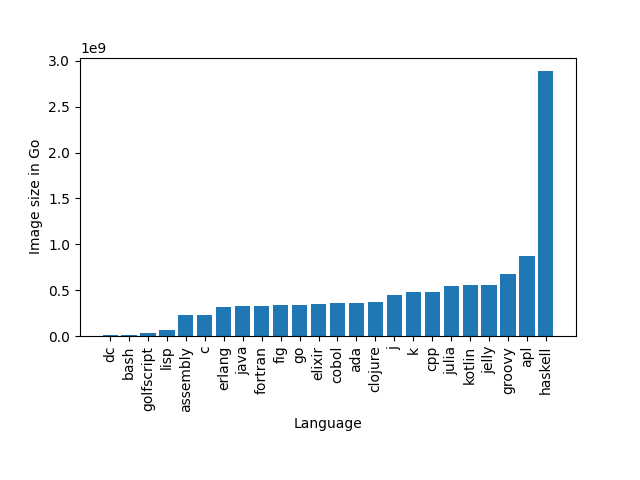 1e9
3.0
2.5
2.0
1.5
1.0
0.5
0.0
Image size in Go
dc
bash
golfscript
lisp
assembly
c
erlang
java
fortran
fig
go
elixir
cobol
ada
clojure
j
k
cpp
julia
kotlin
jelly
groovy
apl
haskell
Language